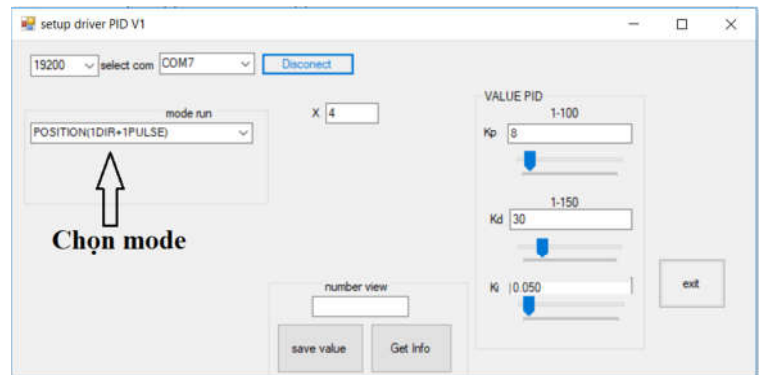 setup driver PID V1
19200 select com COM7 Disconect
mode run
POSITION(1DIR+1PULSE)
Chọn mode
X 4
VALUE PID
1-100
Kp 8
1-150
Kd 30
Ki 0.050
number view
save value Get Info
exit